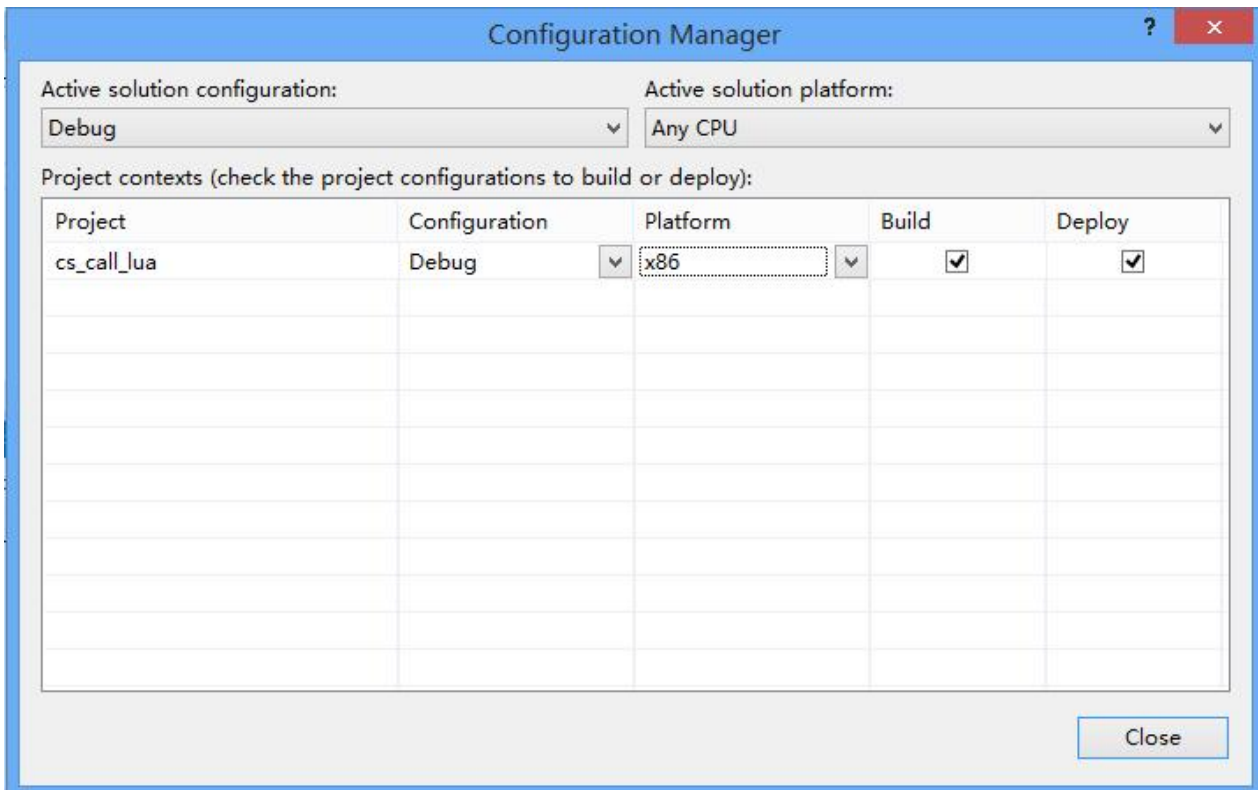 Configuration Manager
?
Active solution configuration: Active solution platform:
Debug Any CPU
Project contexts (check the project configurations to build or deploy):
Project Configuration Platform Build Deploy
cs_call_lua Debug x86
Close